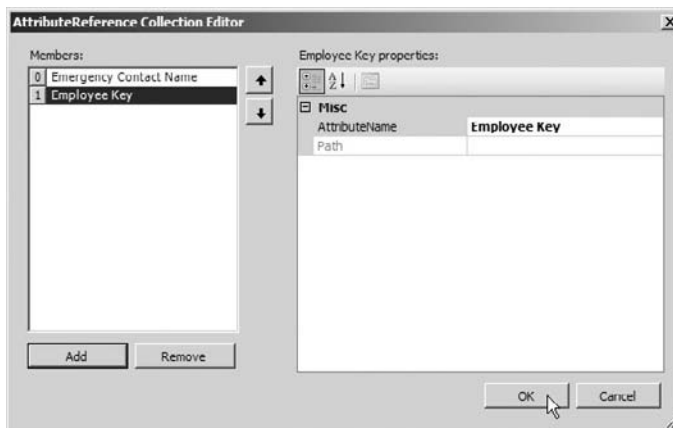 AttributeReference Collection Editor
Members:
0 Emergency Contact Name
1 Employee Key
Add
Remove
Employee Key properties:
Misc
AttributeName Employee Key
Path
OK
Cancel